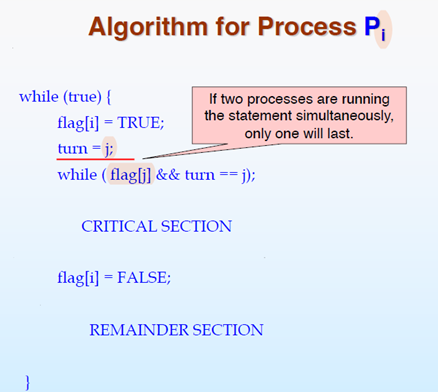 Algorithm for Process Pi
while (true) {
flag[i] = TRUE;
turn = j;
while ( flag[j] && turn == j);
If two processes are running
the statement simultaneously,
only one will last.
CRITICAL SECTION
flag[i] = FALSE;
REMAINDER SECTION
}